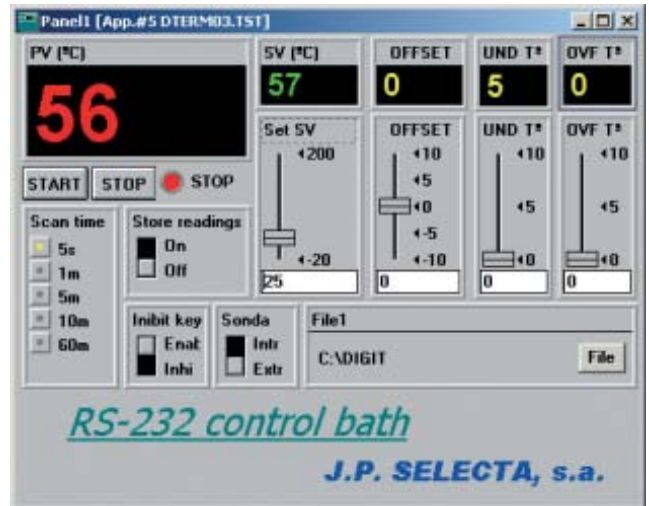 Panel1 [App.#5 DTERM03.TST]
PV (ºC)
56
SV (ºC)
57
OFFSET
0
UND Tª
5
OVF Tª
0
START
STOP
STOP
Set SV
200
-20
25
OFFSET
10
5
0
-5
-10
0
UND Tª
10
5
0
0
OVF Tª
10
5
0
0
Scan time
5s
1m
5m
10m
60m
Store readings
On
Off
Inibit key
Enab
Inhi
Sonda
Intr
Extr
File1
C:\DIGIT
File
RS-232 control bath
J.P. SELECTA, s.a.